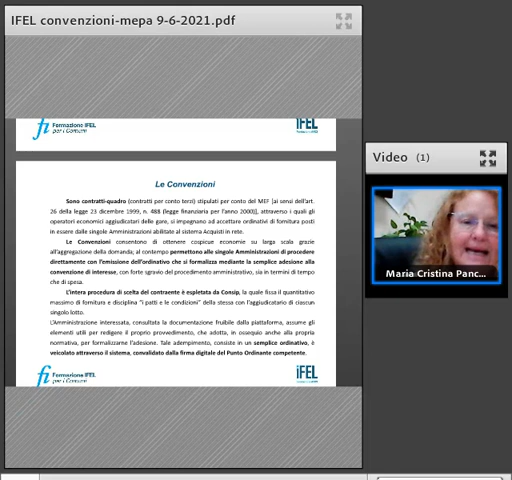 IFEL convenzioni-mepa 9-6-2021.pdf
Formazione IFEL
per i Comuni
IFEL
Le Convenzioni
Sono contratti-quadro (contratti per conto terzi) stipulati per conto del MEF [ai sensi dell'art.
26 della legge 23 dicembre 1999, n. 488 (legge finanziaria per l'anno 2000)], attraverso i quali gli
operatori economici aggiudicatari delle gare, si impegnano ad accettare ordinativi di fornitura posti
in essere dalle singole Amministrazioni abilitate al sistema Acquisti in rete.
Le Convenzioni consentono di ottenere cospicue economie su larga scala grazie
all'aggregazione della domanda; al contempo permettono alle singole Amministrazioni di procedere
direttamente con l'emissione dell'ordinativo che si formalizza mediante la semplice adesione alla
convenzione di interesse, con forte sgravio del procedimento amministrativo, sia in termini di tempo
che di spesa.
L'intera procedura di scelta del contraente è espletata da Consip, la quale fissa il quantitativo
massimo di fornitura e disciplina "i patti e le condizioni" della stessa con l'aggiudicatario di ciascun
singolo lotto.
L'Amministrazione interessata, consultata la documentazione fruibile dalla piattaforma, assume gli
elementi utili per redigere il proprio provvedimento, che adotta, in ossequio anche alla propria
normativa, per formalizzarne l'adesione. Tale adempimento, consiste in un semplice ordinativo, è
veicolato attraverso il sistema, convalidato dalla firma digitale del Punto Ordinante competente.
Formazione IFEL
per i Comuni
IFEL
Video (1)
Maria Cristina Panc...